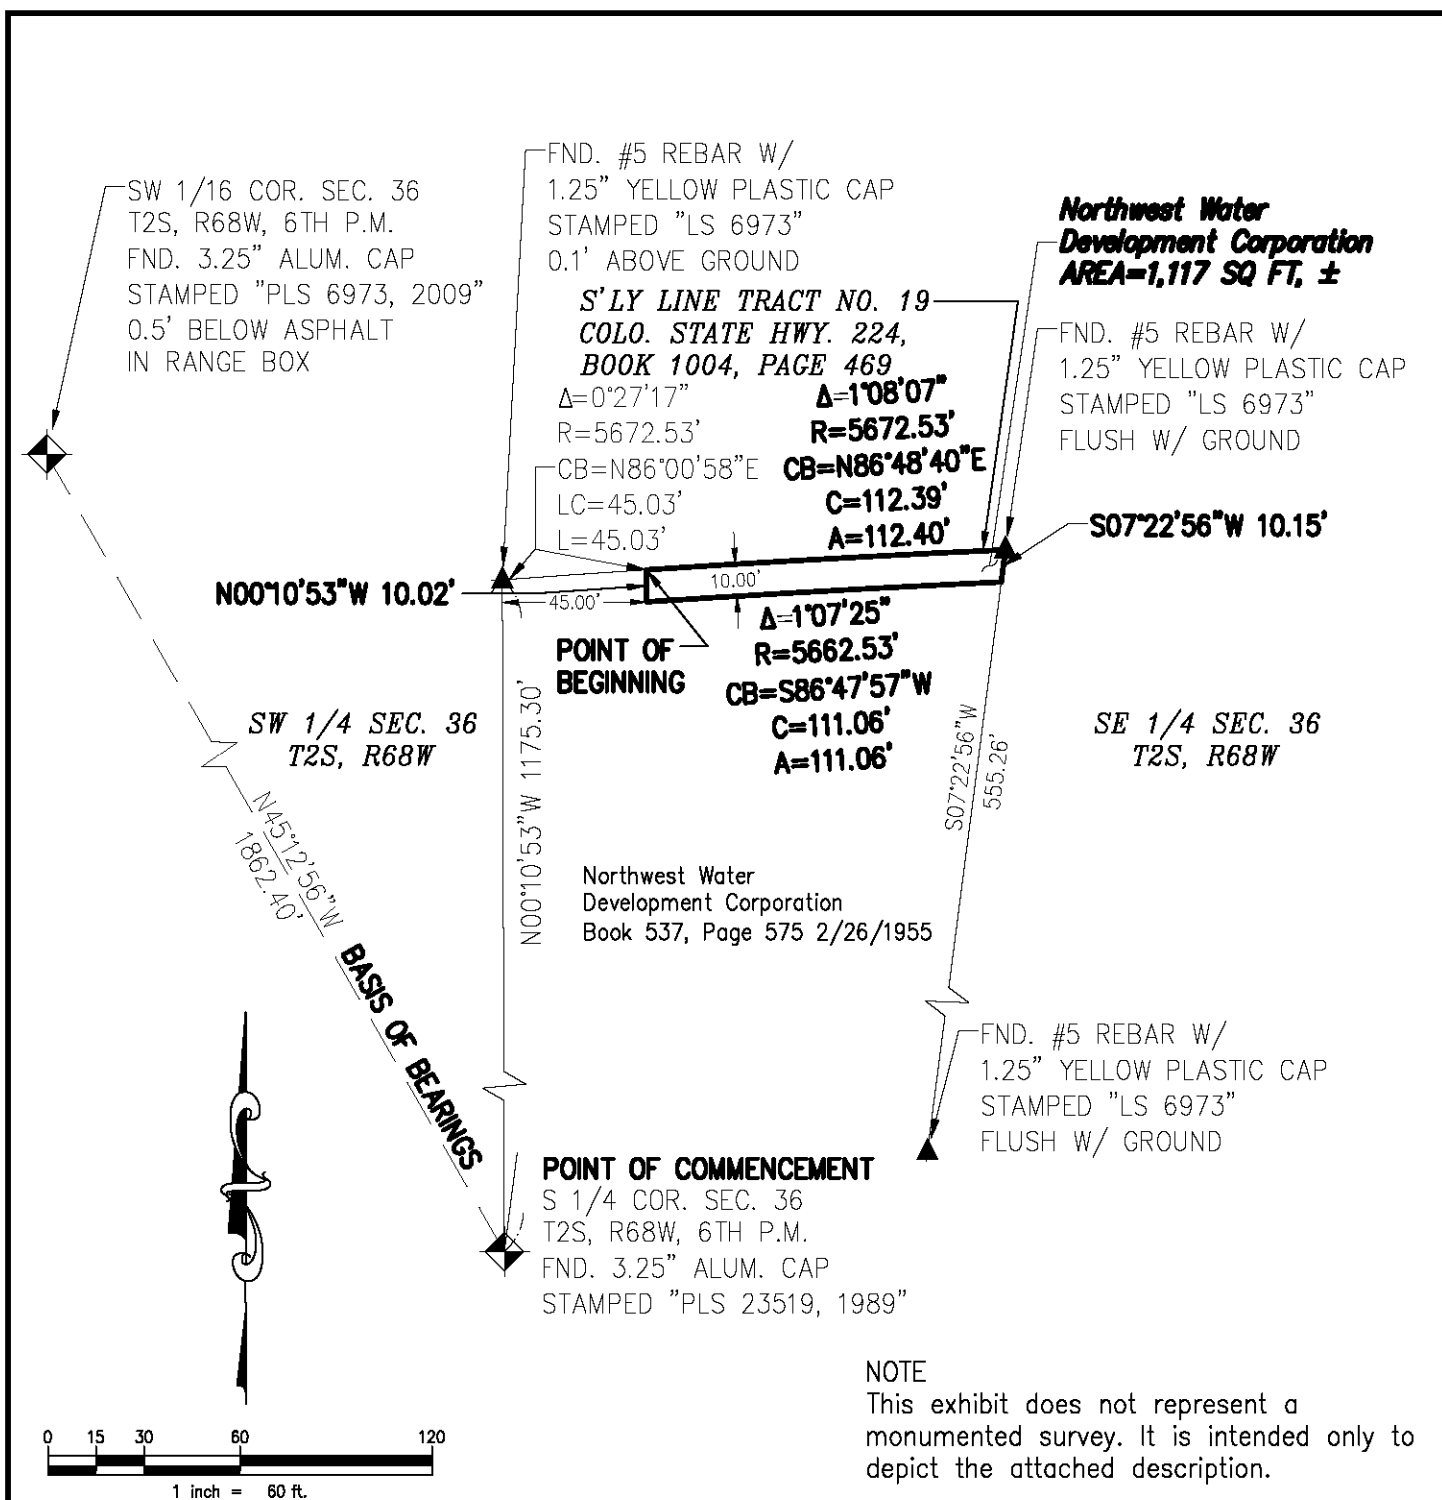 SW 1/16 COR. SEC. 36
T2S, R68W, 6TH P.M.
FND. 3.25" ALUM. CAP
STAMPED "PLS 6973, 2009"
0.5' BELOW ASPHALT
IN RANGE BOX
FND. #5 REBAR W/
1.25" YELLOW PLASTIC CAP
STAMPED "LS 6973"
0.1' ABOVE GROUND
S'LY LINE TRACT NO. 19
COLO. STATE HWY. 224,
BOOK 1004, PAGE 469
Northwest Water
Development Corporation
AREA=1,117 SQ FT, ±
FND. #5 REBAR W/
1.25" YELLOW PLASTIC CAP
STAMPED "LS 6973"
FLUSH W/ GROUND
Δ=0°27'17"
R=5672.53'
CB=N86°00'58"E
LC=45.03'
L=45.03'
Δ=1°08'07"
R=5672.53'
CB=N86°48'40"E
C=112.39'
A=112.40'
S07°22'56"W 10.15'
N00°10'53"W 10.02'
45.00'
10.00'
POINT OF
BEGINNING
Δ=1°07'25"
R=5662.53'
CB=S86°47'57"W
C=111.06'
A=111.06'
SW 1/4 SEC. 36
T2S, R68W
N00°10'53"W 1175.30'
S07°22'56"W
555.26'
SE 1/4 SEC. 36
T2S, R68W
N45°12'56"W
1862.40'
BASIS OF BEARINGS
Northwest Water
Development Corporation
Book 537, Page 575 2/26/1955
FND. #5 REBAR W/
1.25" YELLOW PLASTIC CAP
STAMPED "LS 6973"
FLUSH W/ GROUND
POINT OF COMMENCEMENT
S 1/4 COR. SEC. 36
T2S, R68W, 6TH P.M.
FND. 3.25" ALUM. CAP
STAMPED "PLS 23519, 1989"
NOTE
This exhibit does not represent a
monumented survey. It is intended only to
depict the attached description.
0 15 30 60 120
1 inch = 60 ft.